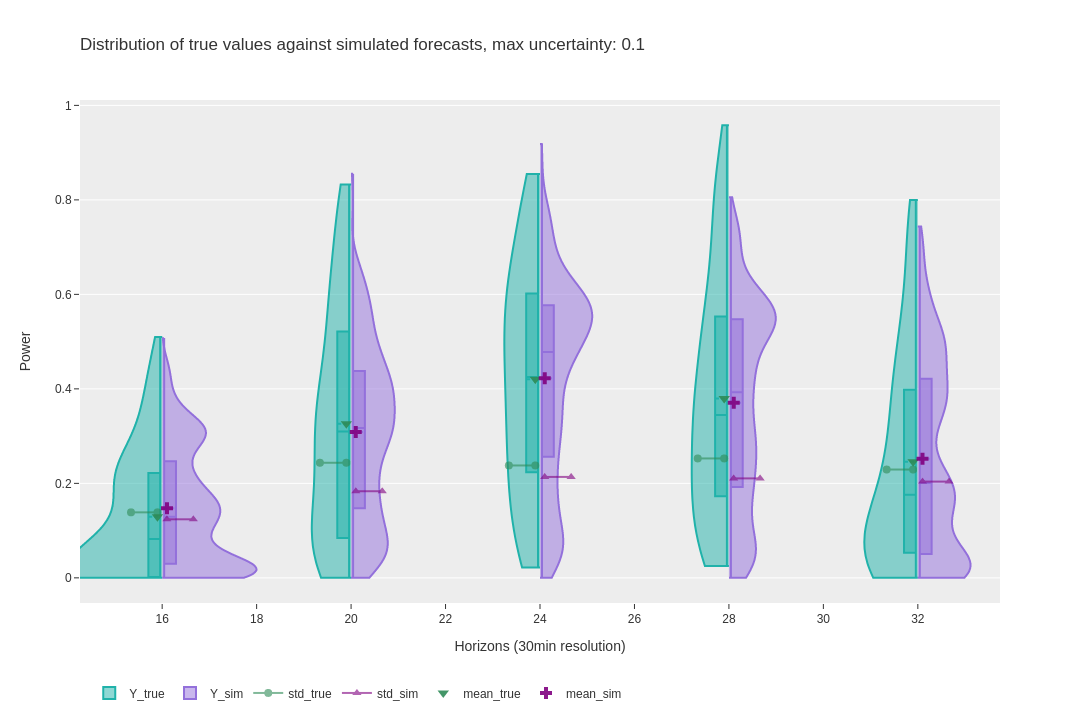 Distribution of true values against simulated forecasts, max uncertainty: 0.1
1
0.8
0.6
0.4
0.2
0
Power
16 18 20 22 24 26 28 30 32
Horizons (30min resolution)
Y_true Y_sim std_true std_sim mean_true mean_sim